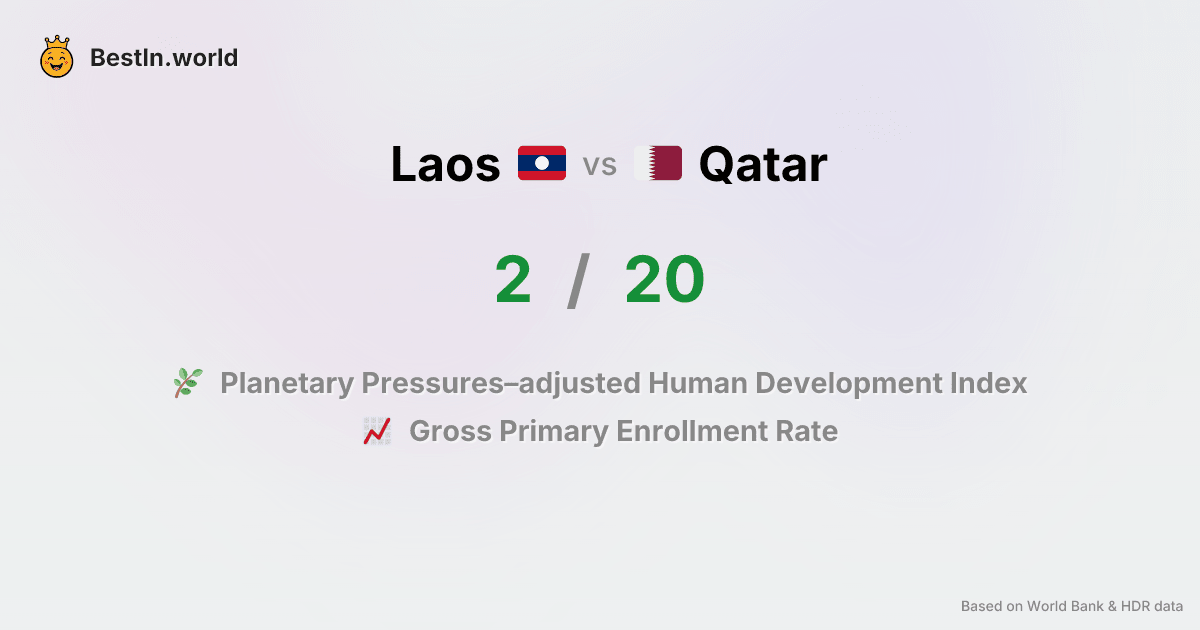 BestIn.world
Laos vs Qatar
2 / 20
Planetary Pressures–adjusted Human Development Index
Gross Primary Enrollment Rate
Based on World Bank & HDR data